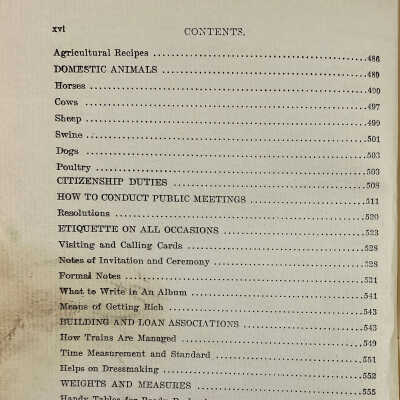 xvi CONTENTS.
Agricultural Recipes 486
DOMESTIC ANIMALS 489
Horses 490
Cows 497
Sheep 499
Swine 501
Dogs 503
Poultry 503
CITIZENSHIP DUTIES 508
HOW TO CONDUCT PUBLIC MEETINGS 511
Resolutions 520
ETIQUETTE ON ALL OCCASIONS 523
Visiting and Calling Cards 528
Notes of Invitation and Ceremony 528
Formal Notes 531
What to Write in An Album 541
Means of Getting Rich 543
BUILDING AND LOAN ASSOCIATIONS 543
How Trains Are Managed 549
Time Measurement and Standard 551
Helps on Dressmaking 552
WEIGHTS AND MEASURES 555
Handy Tables for Ready